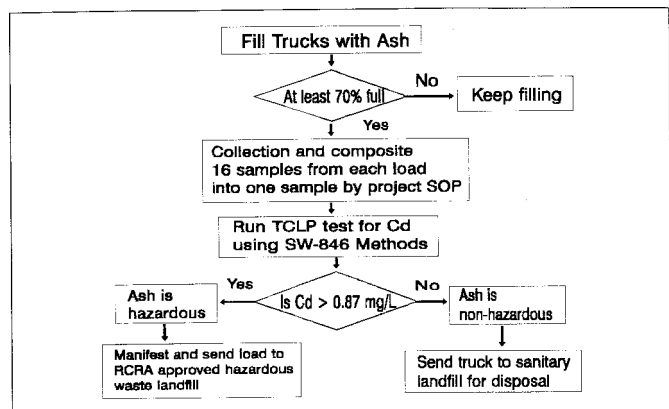 Fill Trucks with Ash
At least 70% full
No
Keep filling
Yes
Collection and composite
16 samples from each load
into one sample by project SOP
Run TCLP test for Cd
using SW-846 Methods
Yes
Is Cd > 0.87 mg/L
No
Ash is
hazardous
Ash is
non-hazardous
Manifest and send load to
RCRA approved hazardous
waste landfill
Send truck to sanitary
landfill for disposal